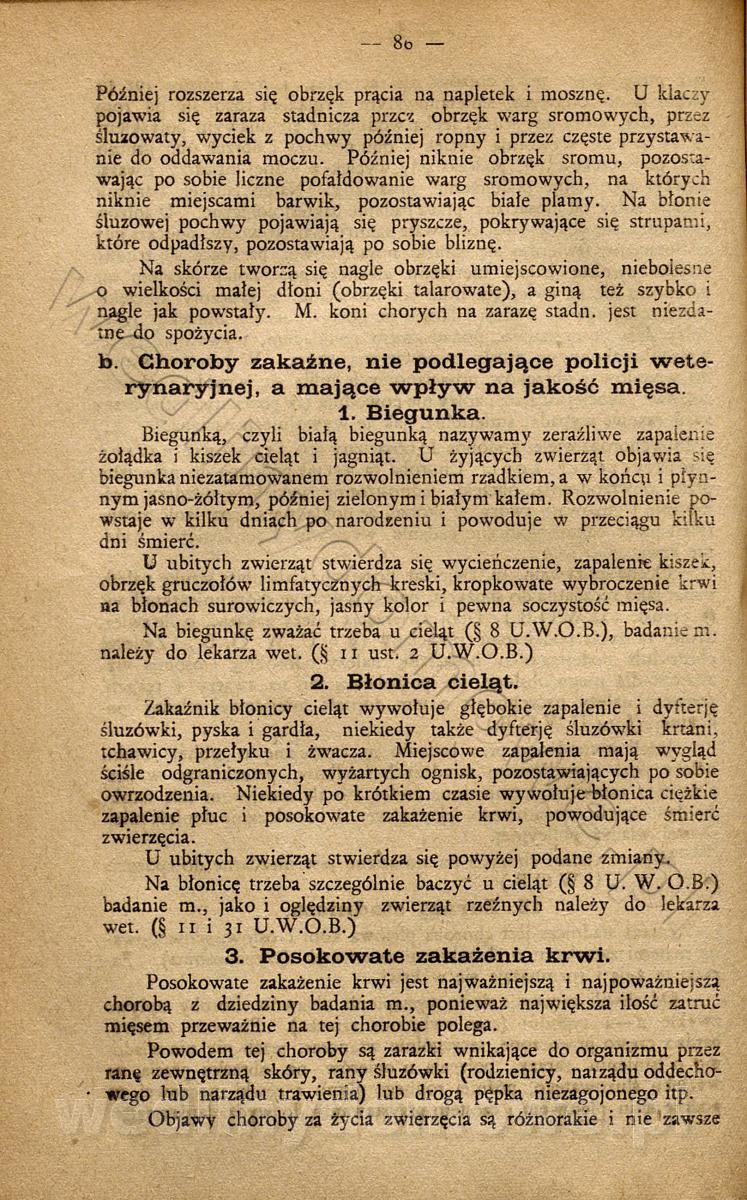 — 86 —
Później rozszerza się obrzęk prącia na napletek i mosznę. U klaczy
pojawia się zaraza stadnicza przez obrzęk warg sromowych, przez
śluzowaty, wyciek z pochwy później ropny i przez częste przystawa-
nie do oddawania moczu. Później niknie obrzęk sromu, pozosta-
wając po sobie liczne pofałdowanie warg sromowych, na których
niknie miejscami barwik, pozostawiając białe plamy. Na błonie
śluzowej pochwy pojawiają się pryszcze, pokrywające się strupami,
które odpadłszy, pozostawiają po sobie bliznę.
Na skórze tworzą się nagle obrzęki umiejscowione, niebolesne
o wielkości małej dłoni (obrzęki talarowate), a giną też szybko i
nagle jak powstały. M. koni chorych na zarazę stadn. jest niezda-
tne do spożycia.
b. Choroby zakaźne, nie podlegające policji wete-
rynaryjnej, a mające wpływ na jakość mięsa.
1. Biegunka.
Biegunką, czyli białą biegunką nazywamy zeraźliwe zapalenie
żołądka i kiszek cieląt i jagniąt. U żyjących zwierząt objawia się
biegunka niezatamowanem rozwolnieniem rzadkiem, a w końcu i płyn-
nym jasno-żółtym, później zielonym i białym kałem. Rozwolnienie po-
wstaje w kilku dniach po narodzeniu i powoduje w przeciągu kilku
dni śmierć.
U ubitych zwierząt stwierdza się wycieńczenie, zapalenie kiszek,
obrzęk gruczołów limfatycznych kreski, kropkowate wybroczenie krwi
na błonach surowiczych, jasny kolor i pewna soczystość mięsa.
Na biegunkę zważać trzeba u cieląt (§ 8 U.W.O.B.), badanie m.
należy do lekarza wet. (§ 11 ust. 2 U.W.O.B.)
2. Błonica cieląt.
Zakaźnik błonicy cieląt wywołuje głębokie zapalenie i dyfterję
śluzówki, pyska i gardła, niekiedy także dyfterję śluzówki krtani,
tchawicy, przełyku i żwacza. Miejscowe zapalenia mają wygląd
ściśle odgraniczonych, wyżartych ognisk, pozostawiających po sobie
owrzodzenia. Niekiedy po krótkiem czasie wywołuje błonica ciężkie
zapalenie płuc i posokowate zakażenie krwi, powodujące śmierć
zwierzęcia.
U ubitych zwierząt stwierdza się powyżej podane zmiany.
Na błonicę trzeba szczególnie baczyć u cieląt (§ 8 U. W. O.B.)
badanie m., jako i oględziny zwierząt rzeźnych należy do lekarza
wet. (§ 11 i 31 U.W.O.B.)
3. Posokowate zakażenia krwi.
Posokowate zakażenie krwi jest najważniejszą i najpoważniejszą
chorobą z dziedziny badania m., ponieważ największa ilość zatruć
mięsem przeważnie na tej chorobie polega.
Powodem tej choroby są zarazki wnikające do organizmu przez
ranę zewnętrzną skóry, rany śluzówki (rodzienicy, narządu oddecho-
wego lub narządu trawienia) lub drogą pępka niezagojonego itp.
Objawy choroby za życia zwierzęcia są różnorakie i nie zawsze